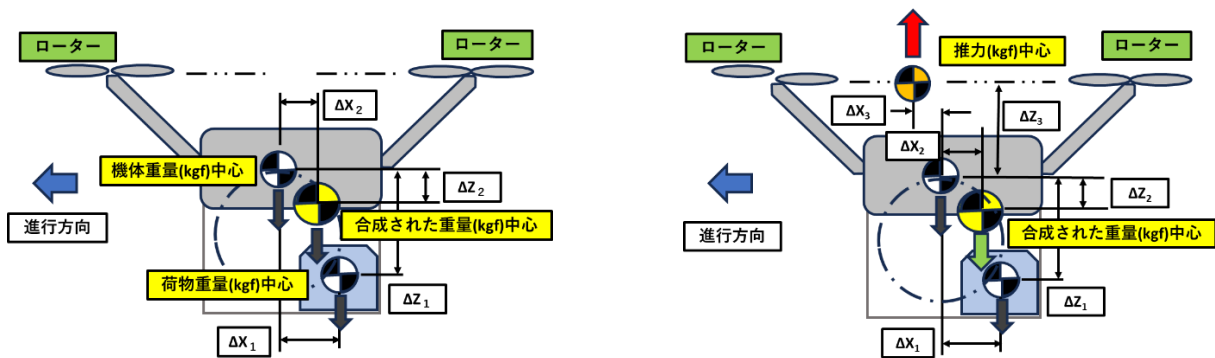 ローター
ローター
ΔX₂
機体重量(kgf)中心
ΔZ₂
進行方向
合成された重量(kgf)中心
荷物重量(kgf)中心
ΔZ₁
ΔX₁
ローター
推力(kgf)中心
ローター
ΔX₃
ΔZ₃
ΔX₂
ΔZ₂
進行方向
合成された重量(kgf)中心
ΔZ₁
ΔX₁